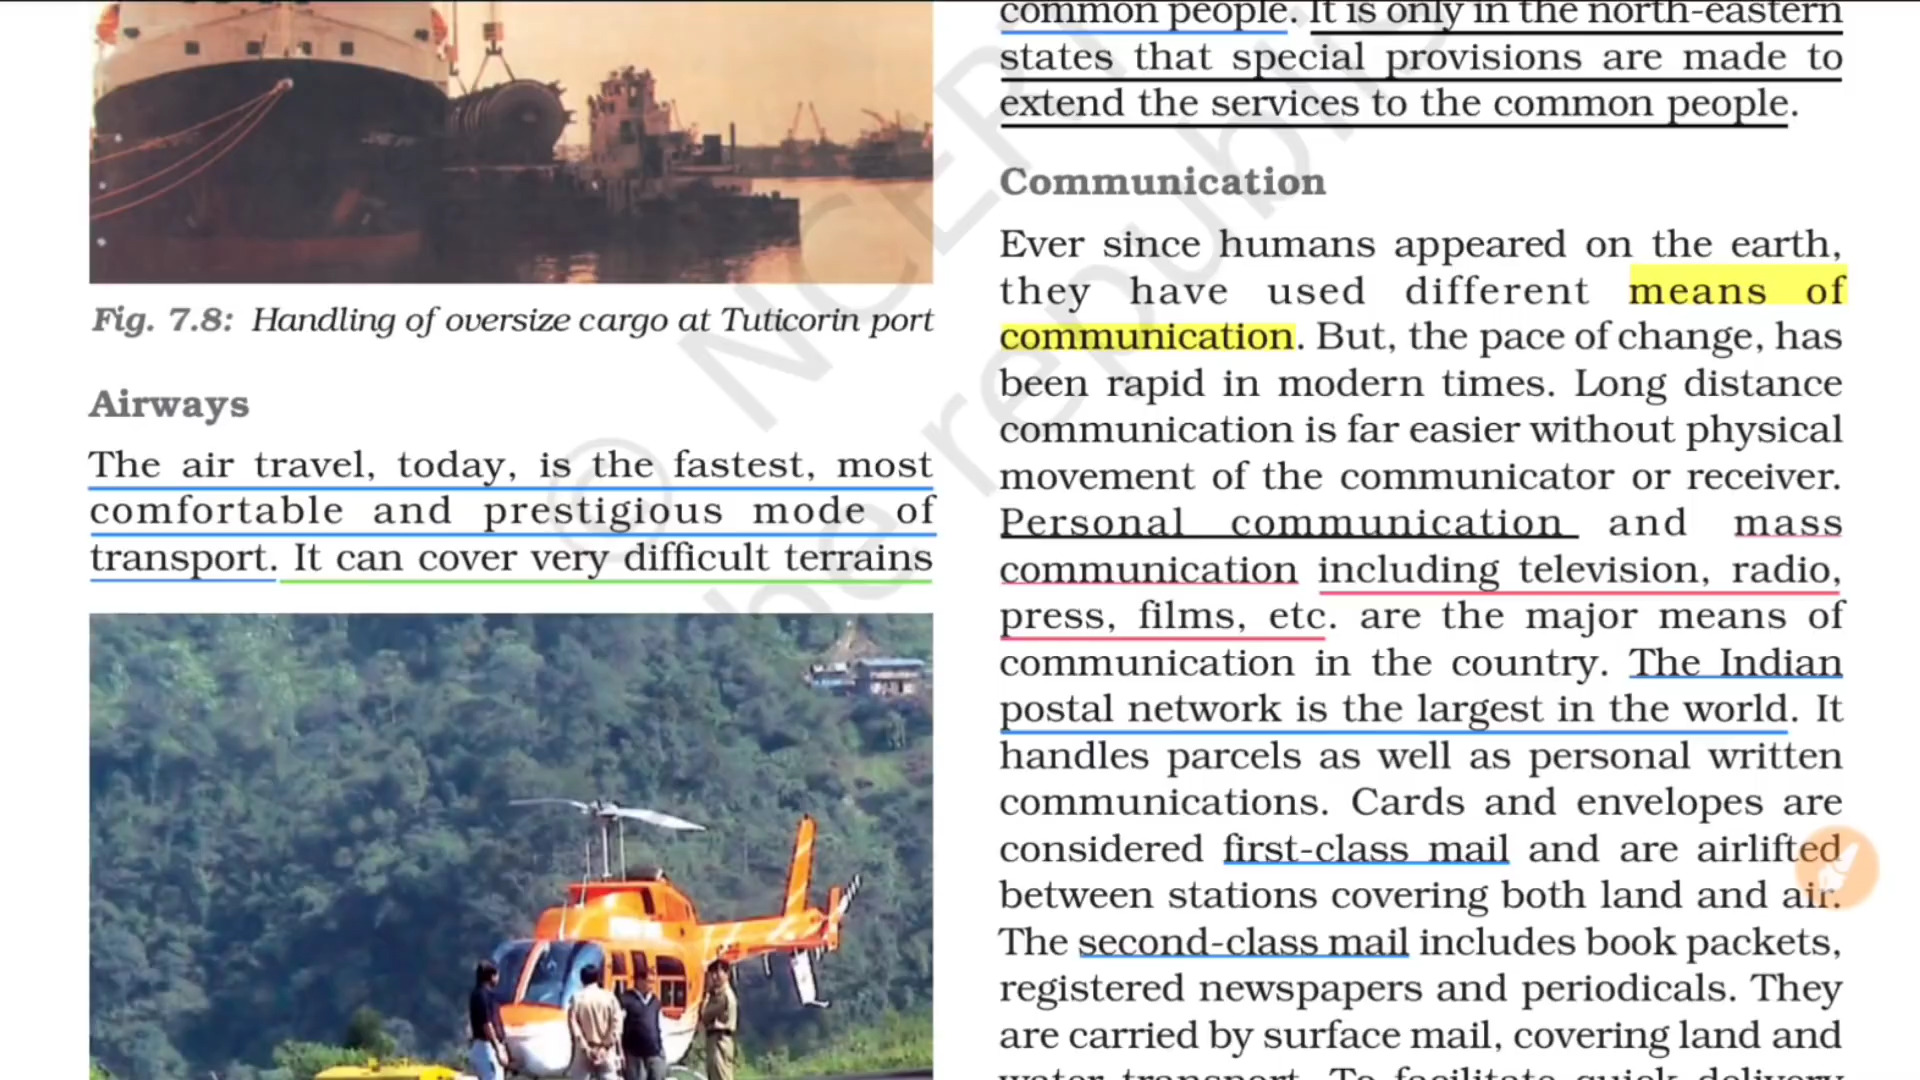 Fig. 7.8: Handling of oversize cargo at Tuticorin port
Airways
The air travel, today, is the fastest, most
comfortable and prestigious mode of
transport. It can cover very difficult terrains
common people. It is only in the north-eastern
states that special provisions are made to
extend the services to the common people.
Communication
Ever since humans appeared on the earth,
they have used different means of
communication. But, the pace of change, has
been rapid in modern times. Long distance
communication is far easier without physical
movement of the communicator or receiver.
Personal communication and mass
communication including television, radio,
press, films, etc. are the major means of
communication in the country. The Indian
postal network is the largest in the world. It
handles parcels as well as personal written
communications. Cards and envelopes are
considered first-class mail and are airlifted
between stations covering both land and air.
The second-class mail includes book packets,
registered newspapers and periodicals. They
are carried by surface mail, covering land and
water transport. To facilitate quick delivery
© NCERT
be republis